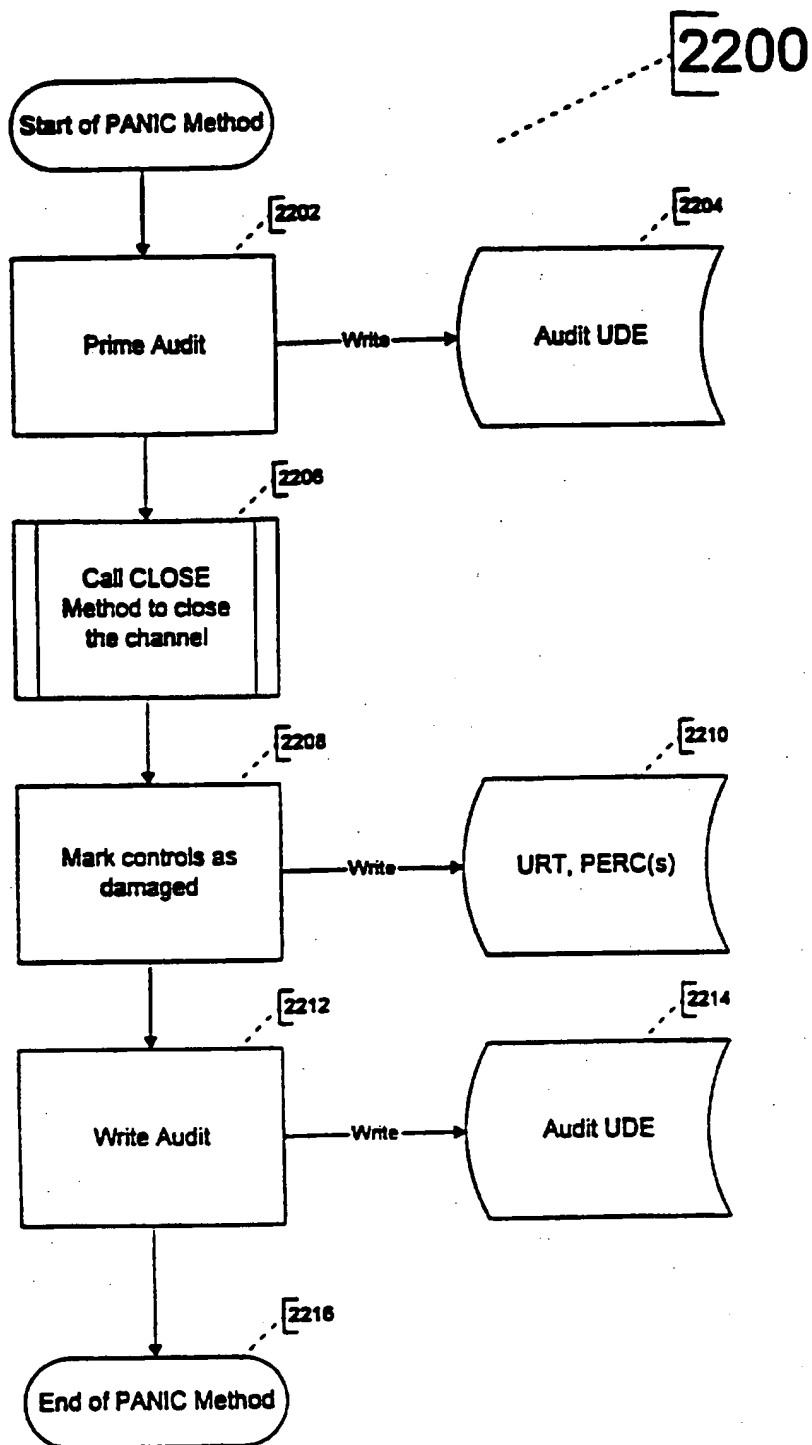 2200
Start of PANIC Method
2202
2204
Prime Audit
Write
Audit UDE
2206
Call CLOSE
Method to close
the channel
2208
2210
Mark controls as
damaged
Write
URT, PERC(s)
2212
2214
Write Audit
Write
Audit UDE
2216
End of PANIC Method